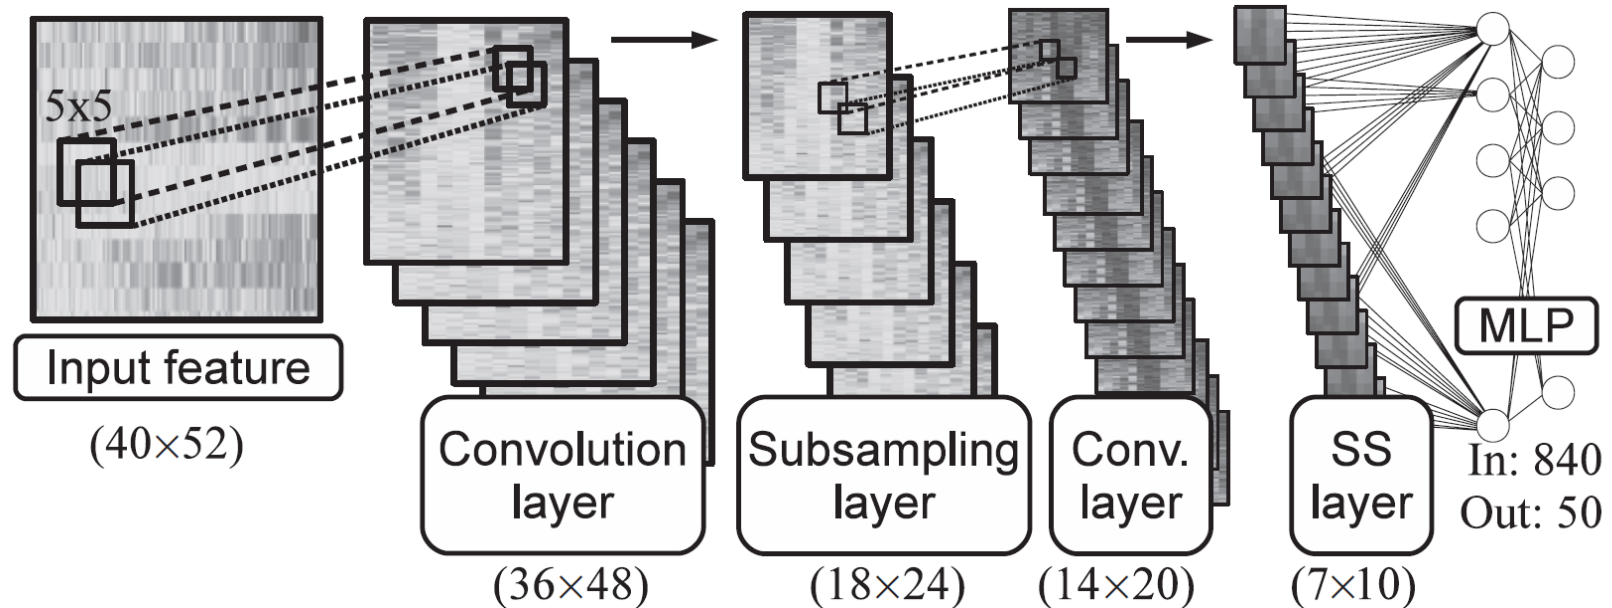 5x5
Input feature
(40×52)
Convolution
layer
(36×48)
Subsampling
layer
(18×24)
Conv.
layer
(14×20)
SS
layer
(7×10)
MLP
In: 840
Out: 50